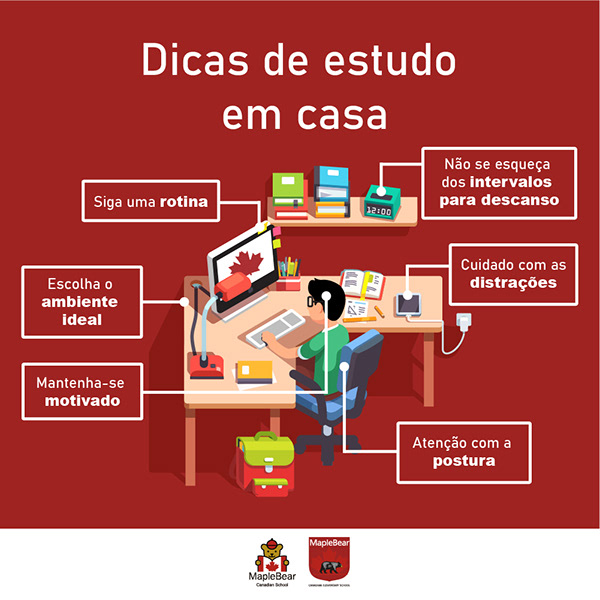 Dicas de estudo
em casa
Não se esqueça
dos intervalos
para descanso
Siga uma rotina
12:00
Cuidado com as
distrações
Escolha o
ambiente
ideal
Mantenha-se
motivado
Atenção com a
postura
MapleBear
Canadian School
MapleBear